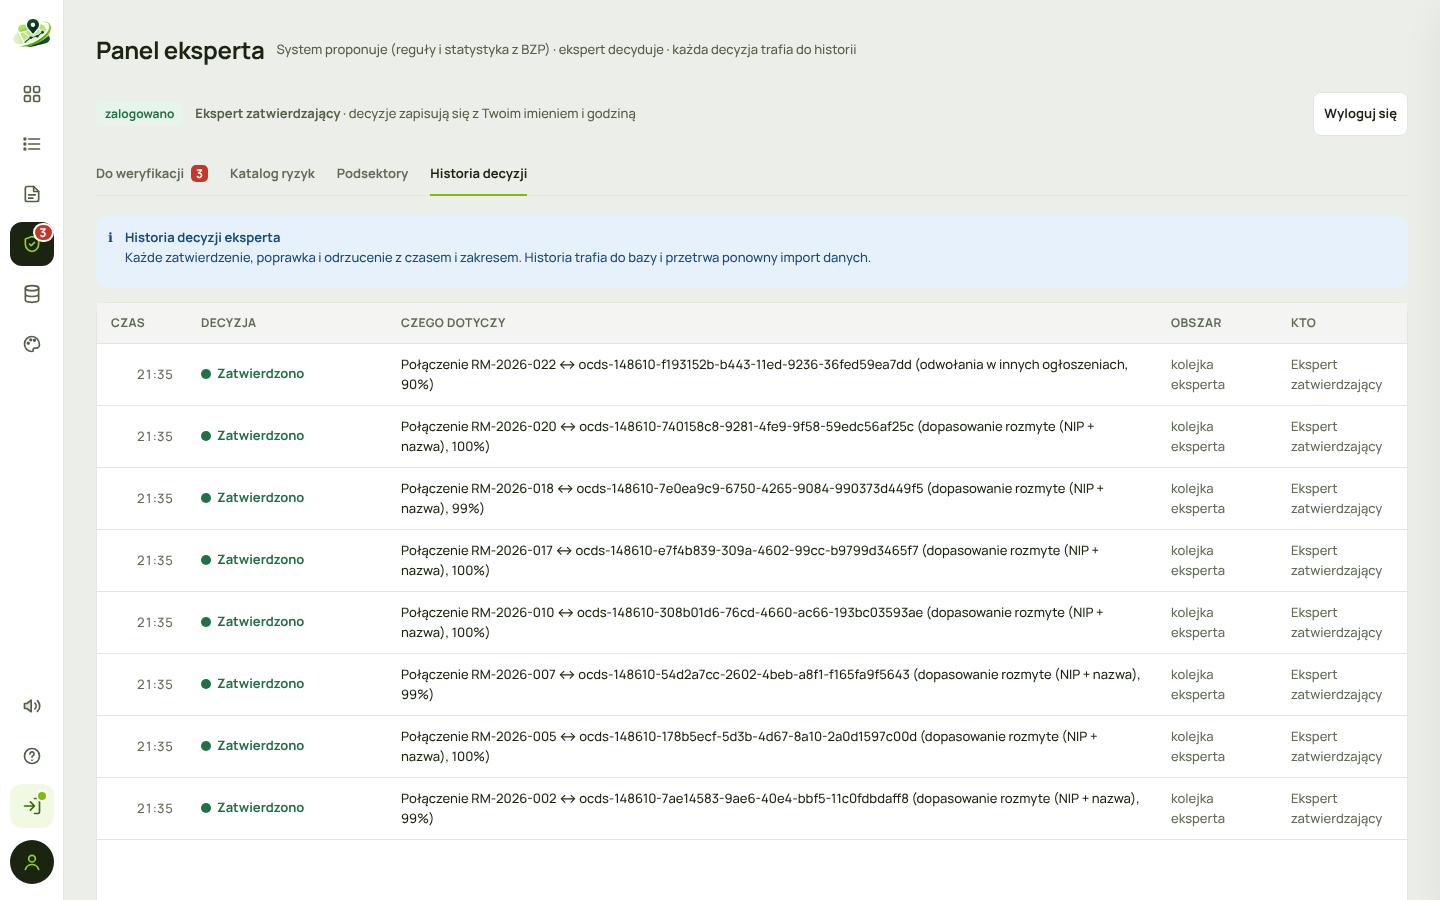 Panel eksperta
System proponuje (reguły i statystyka z BZP) · ekspert decyduje · każda decyzja trafia do historii
zalogowano
Ekspert zatwierdzający · decyzje zapisują się z Twoim imieniem i godziną
Wyloguj się
Do weryfikacji 3
Katalog ryzyk
Podsektory
Historia decyzji
3
i Historia decyzji eksperta
Każde zatwierdzenie, poprawka i odrzucenie z czasem i zakresem. Historia trafia do bazy i przetrwa ponowny import danych.
CZAS DECYZJA CZEGO DOTYCZY OBSZAR KTO
21:35 Zatwierdzono Połączenie RM-2026-022 ↔ ocds-148610-f193152b-b443-11ed-9236-36fed59ea7dd (odwołania w innych ogłoszeniach, kolejka Ekspert
90%) eksperta zatwierdzający
21:35 Zatwierdzono Połączenie RM-2026-020 ↔ ocds-148610-740158c8-9281-4fe9-9f58-59edc56af25c (dopasowanie rozmyte (NIP + kolejka Ekspert
nazwa), 100%) eksperta zatwierdzający
21:35 Zatwierdzono Połączenie RM-2026-018 ↔ ocds-148610-7e0ea9c9-6750-4265-9084-990373d449f5 (dopasowanie rozmyte (NIP + kolejka Ekspert
nazwa), 99%) eksperta zatwierdzający
21:35 Zatwierdzono Połączenie RM-2026-017 ↔ ocds-148610-e7f4b839-309a-4602-99cc-b9799d3465f7 (dopasowanie rozmyte (NIP + kolejka Ekspert
nazwa), 100%) eksperta zatwierdzający
21:35 Zatwierdzono Połączenie RM-2026-010 ↔ ocds-148610-308b01d6-76cd-4660-ac66-193bc03593ae (dopasowanie rozmyte (NIP + kolejka Ekspert
nazwa), 100%) eksperta zatwierdzający
21:35 Zatwierdzono Połączenie RM-2026-007 ↔ ocds-148610-54d2a7cc-2602-4beb-a8f1-f165fa9f5643 (dopasowanie rozmyte (NIP + nazwa), kolejka Ekspert
99%) eksperta zatwierdzający
21:35 Zatwierdzono Połączenie RM-2026-005 ↔ ocds-148610-178b5ecf-5d3b-4d67-8a10-2a0d1597c00d (dopasowanie rozmyte (NIP + kolejka Ekspert
nazwa), 100%) eksperta zatwierdzający
21:35 Zatwierdzono Połączenie RM-2026-002 ↔ ocds-148610-7ae14583-9ae6-40e4-bbf5-11c0fdbdaff8 (dopasowanie rozmyte (NIP + nazwa), kolejka Ekspert
99%) eksperta zatwierdzający